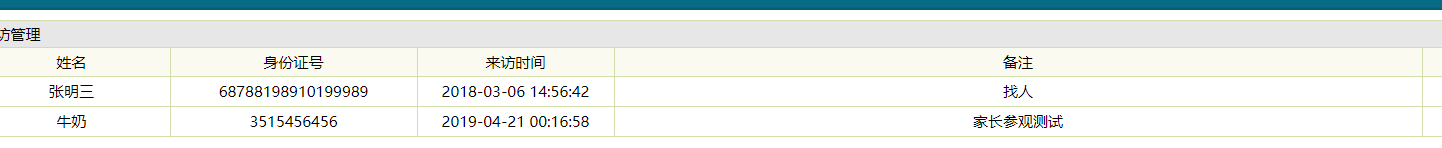 访管理
姓名 身份证号 来访时间 备注
张明三 68788198910199989 2018-03-06 14:56:42 找人
牛奶 3515456456 2019-04-21 00:16:58 家长参观测试